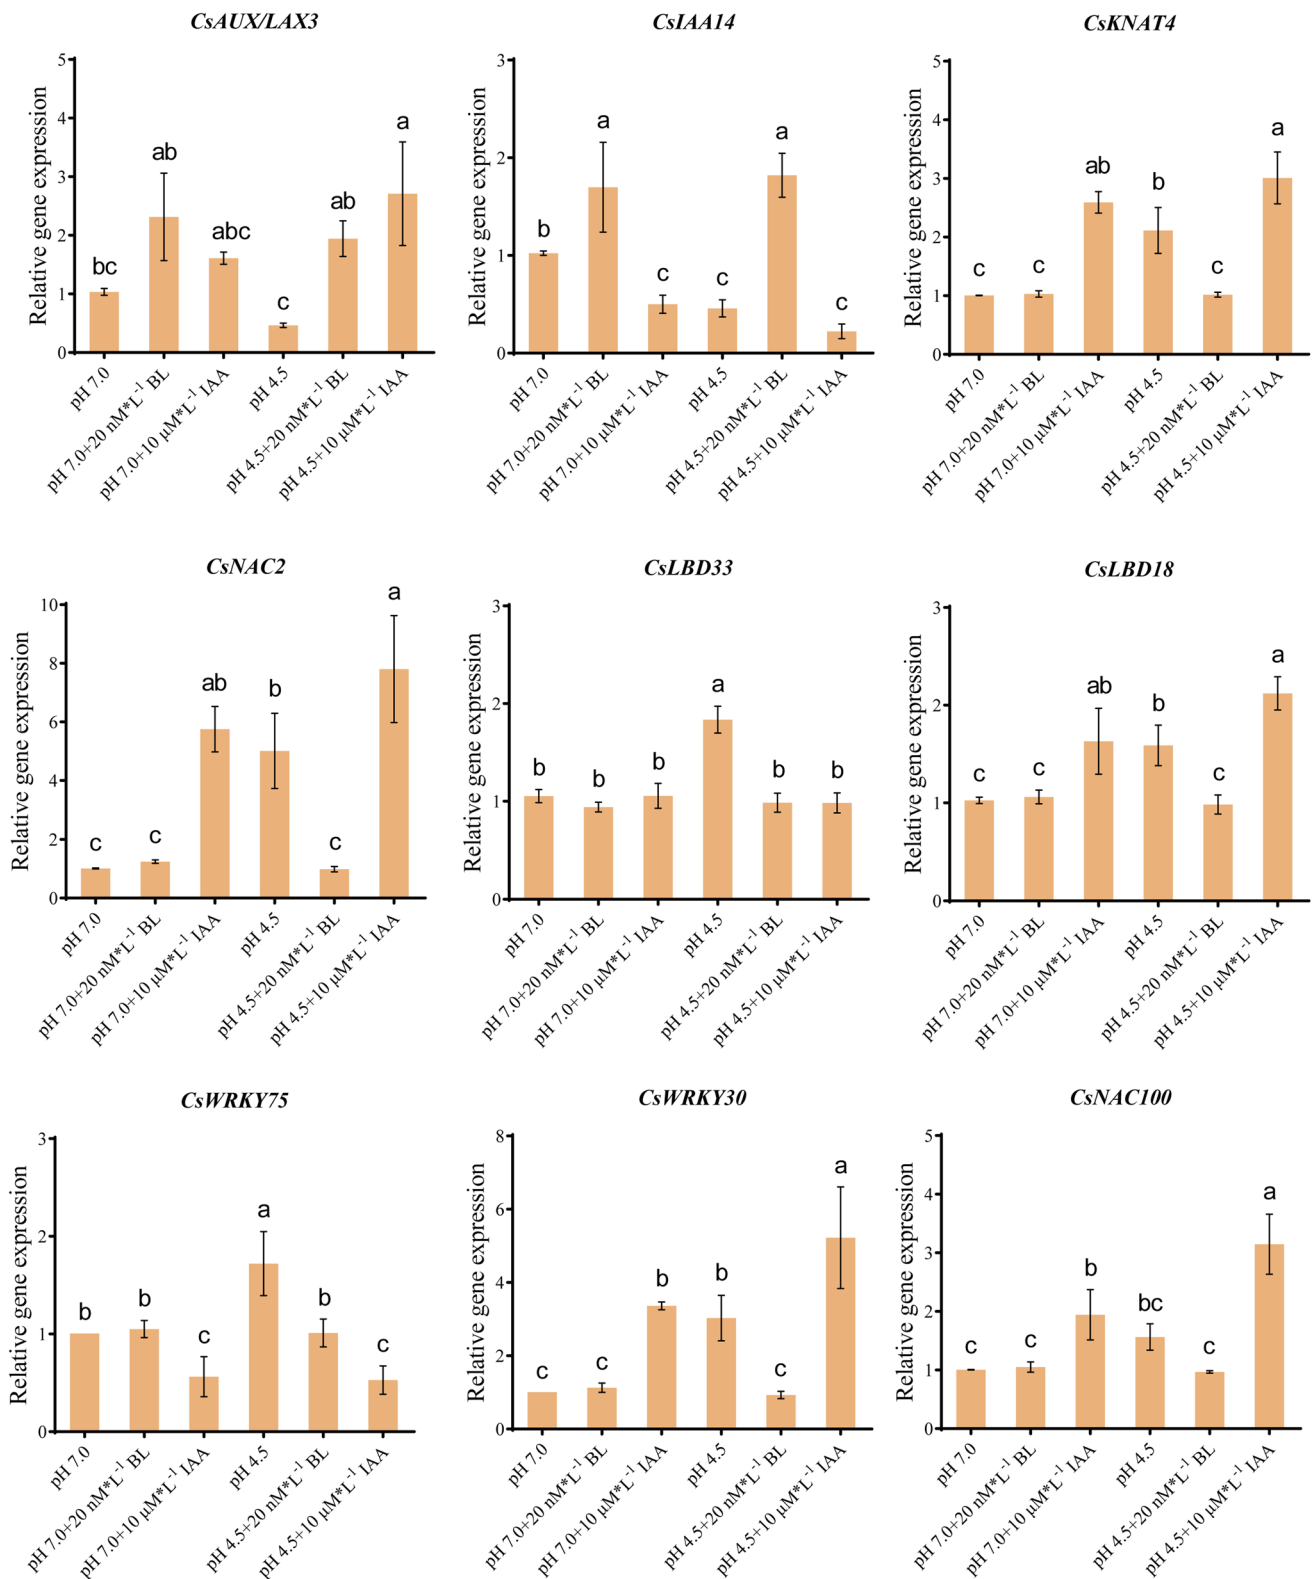 CsAUX/LAX3
Relative gene expression
5
4
3
2
1
0
bc
ab
abc
c
ab
a
pH 7.0
pH 7.0+20 nM*L⁻¹ BL
pH 7.0+10 μM*L⁻¹ IAA
pH 4.5
pH 4.5+20 nM*L⁻¹ BL
pH 4.5+10 μM*L⁻¹ IAA
CsIAA14
Relative gene expression
3
2
1
0
b
a
c
c
a
c
pH 7.0
pH 7.0+20 nM*L⁻¹ BL
pH 7.0+10 μM*L⁻¹ IAA
pH 4.5
pH 4.5+20 nM*L⁻¹ BL
pH 4.5+10 μM*L⁻¹ IAA
CsKNAT4
Relative gene expression
5
4
3
2
1
0
c
c
ab
b
c
a
pH 7.0
pH 7.0+20 nM*L⁻¹ BL
pH 7.0+10 μM*L⁻¹ IAA
pH 4.5
pH 4.5+20 nM*L⁻¹ BL
pH 4.5+10 μM*L⁻¹ IAA
CsNAC2
Relative gene expression
10
8
6
4
2
0
c
c
ab
b
c
a
pH 7.0
pH 7.0+20 nM*L⁻¹ BL
pH 7.0+10 μM*L⁻¹ IAA
pH 4.5
pH 4.5+20 nM*L⁻¹ BL
pH 4.5+10 μM*L⁻¹ IAA
CsLBD33
Relative gene expression
3
2
1
0
b
b
b
a
b
b
pH 7.0
pH 7.0+20 nM*L⁻¹ BL
pH 7.0+10 μM*L⁻¹ IAA
pH 4.5
pH 4.5+20 nM*L⁻¹ BL
pH 4.5+10 μM*L⁻¹ IAA
CsLBD18
Relative gene expression
3
2
1
0
c
c
ab
b
c
a
pH 7.0
pH 7.0+20 nM*L⁻¹ BL
pH 7.0+10 μM*L⁻¹ IAA
pH 4.5
pH 4.5+20 nM*L⁻¹ BL
pH 4.5+10 μM*L⁻¹ IAA
CsWRKY75
Relative gene expression
3
2
1
0
b
b
c
a
b
c
pH 7.0
pH 7.0+20 nM*L⁻¹ BL
pH 7.0+10 μM*L⁻¹ IAA
pH 4.5
pH 4.5+20 nM*L⁻¹ BL
pH 4.5+10 μM*L⁻¹ IAA
CsWRKY30
Relative gene expression
8
6
4
2
0
c
c
b
b
c
a
pH 7.0
pH 7.0+20 nM*L⁻¹ BL
pH 7.0+10 μM*L⁻¹ IAA
pH 4.5
pH 4.5+20 nM*L⁻¹ BL
pH 4.5+10 μM*L⁻¹ IAA
CsNAC100
Relative gene expression
5
4
3
2
1
0
c
c
b
bc
c
a
pH 7.0
pH 7.0+20 nM*L⁻¹ BL
pH 7.0+10 μM*L⁻¹ IAA
pH 4.5
pH 4.5+20 nM*L⁻¹ BL
pH 4.5+10 μM*L⁻¹ IAA